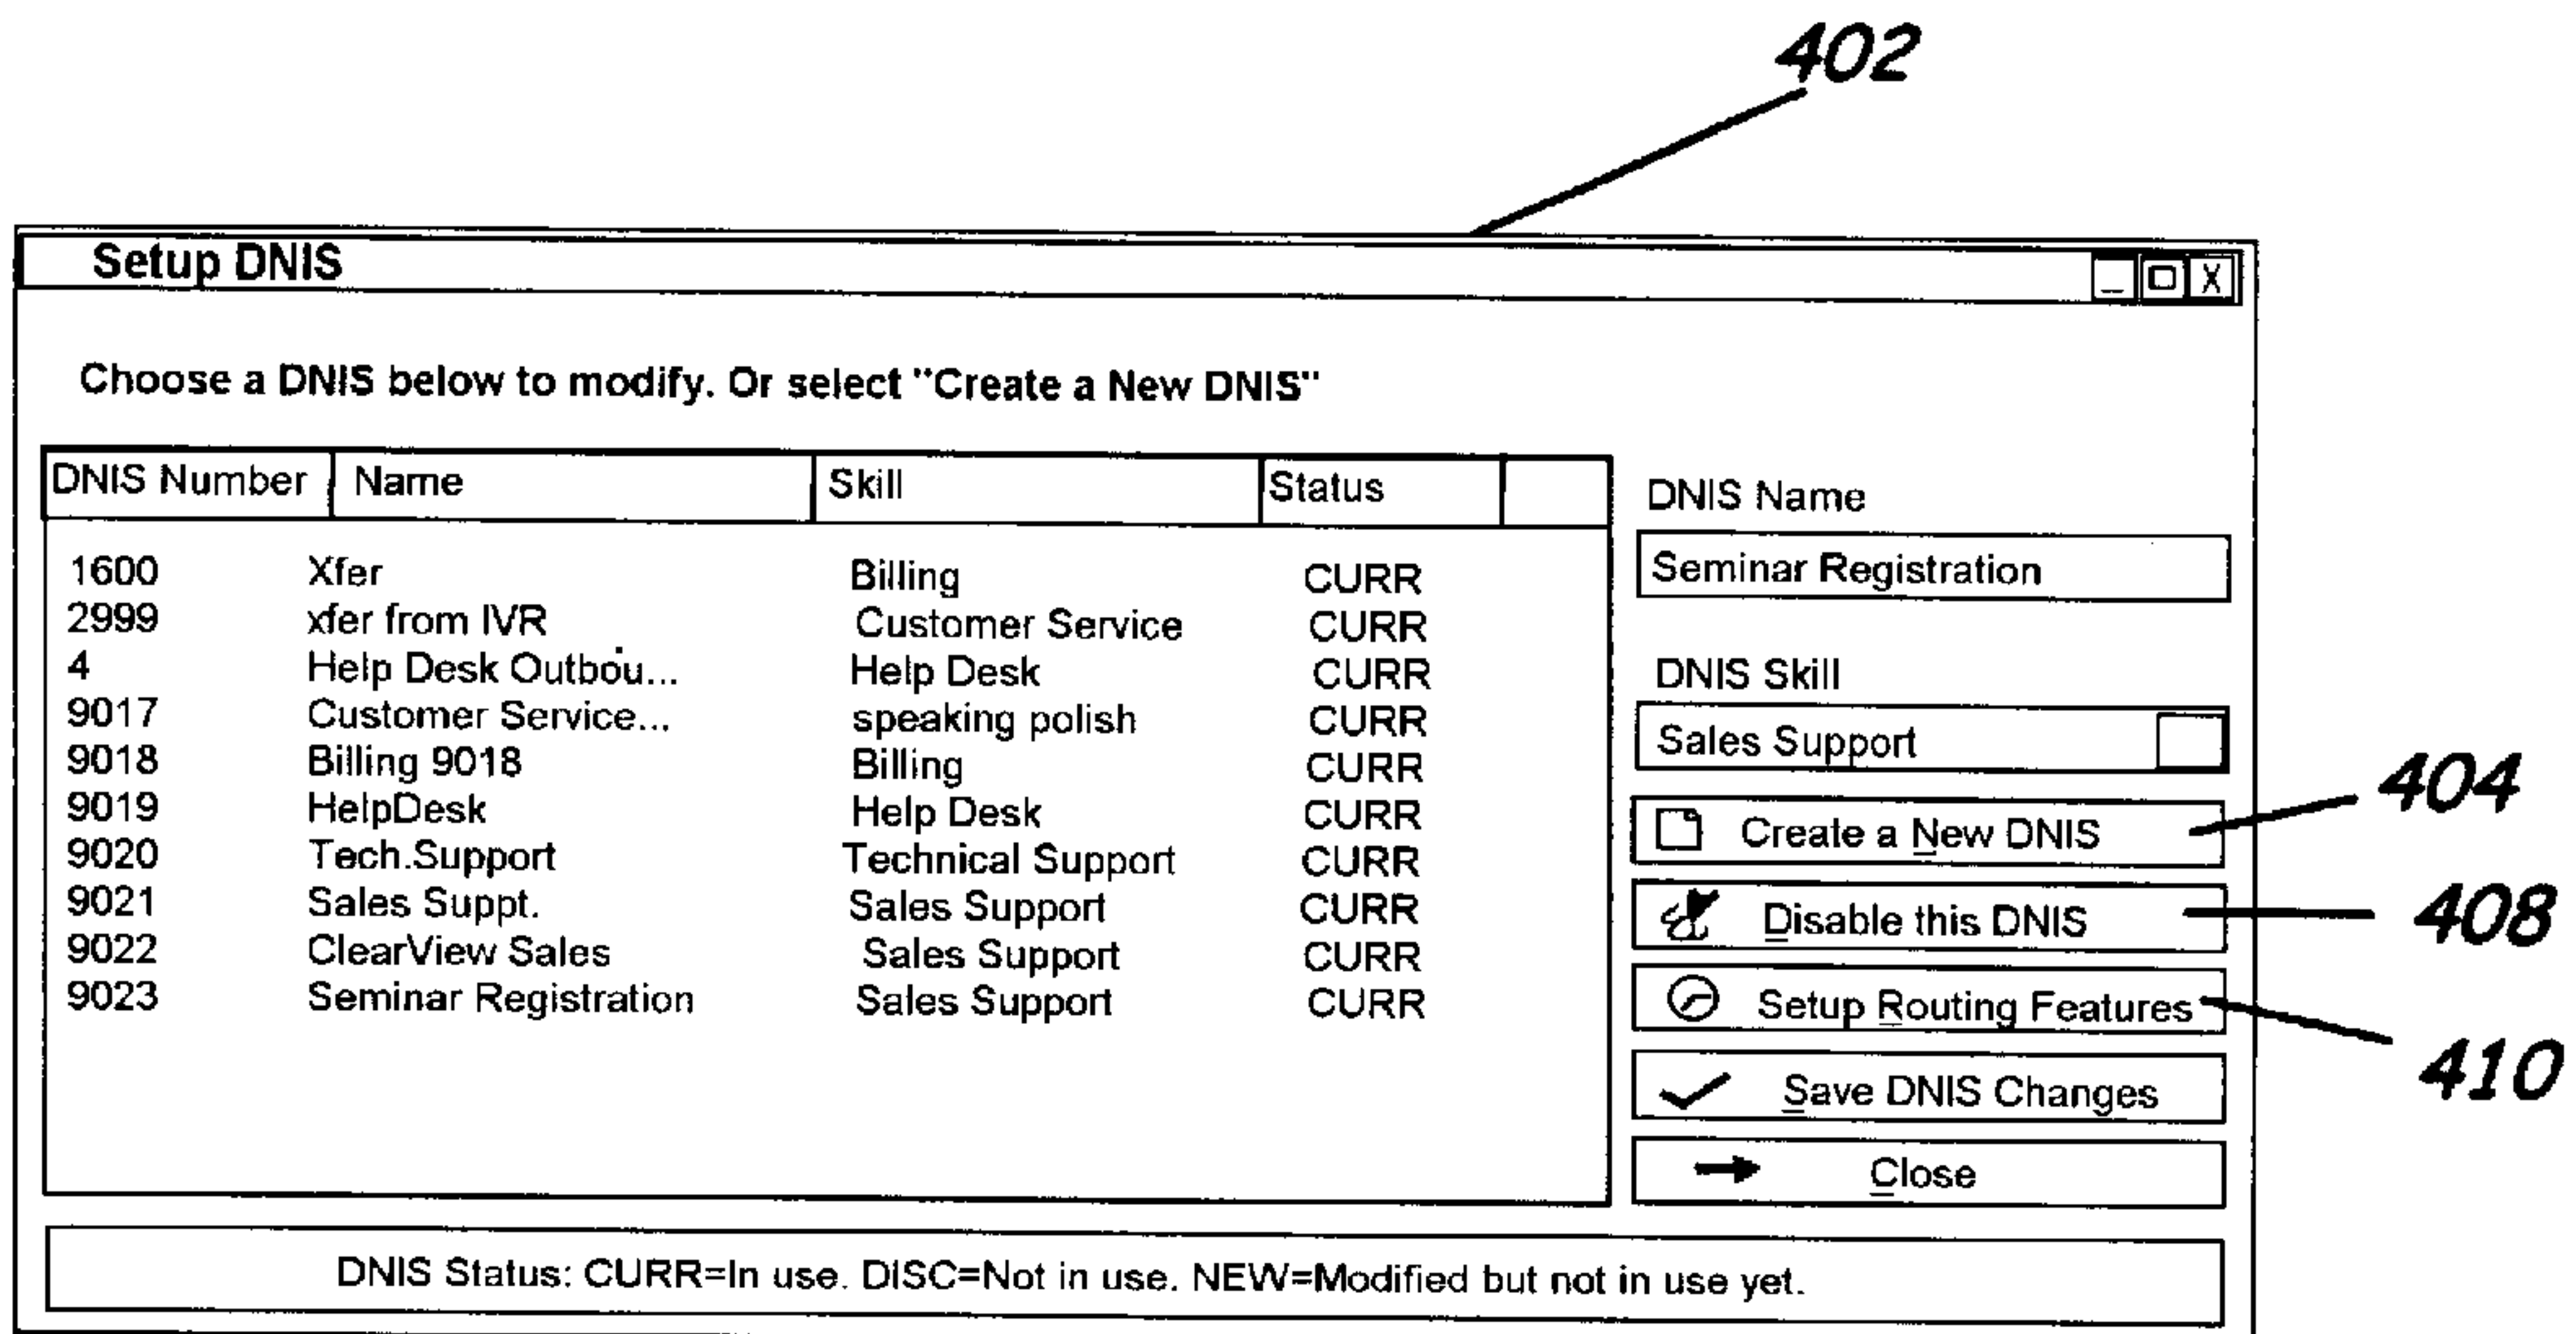 402
Setup DNIS
_ X
Choose a DNIS below to modify. Or select "Create a New DNIS"
DNIS Number Name Skill Status
1600 Xfer Billing CURR
2999 xfer from IVR Customer Service CURR
4 Help Desk Outbou... Help Desk CURR
9017 Customer Service... speaking polish CURR
9018 Billing 9018 Billing CURR
9019 HelpDesk Help Desk CURR
9020 Tech.Support Technical Support CURR
9021 Sales Suppt. Sales Support CURR
9022 ClearView Sales Sales Support CURR
9023 Seminar Registration Sales Support CURR
DNIS Name
Seminar Registration
DNIS Skill
Sales Support
Create a New DNIS 404
Disable this DNIS 408
Setup Routing Features 410
Save DNIS Changes
Close
DNIS Status: CURR=In use. DISC=Not in use. NEW=Modified but not in use yet.